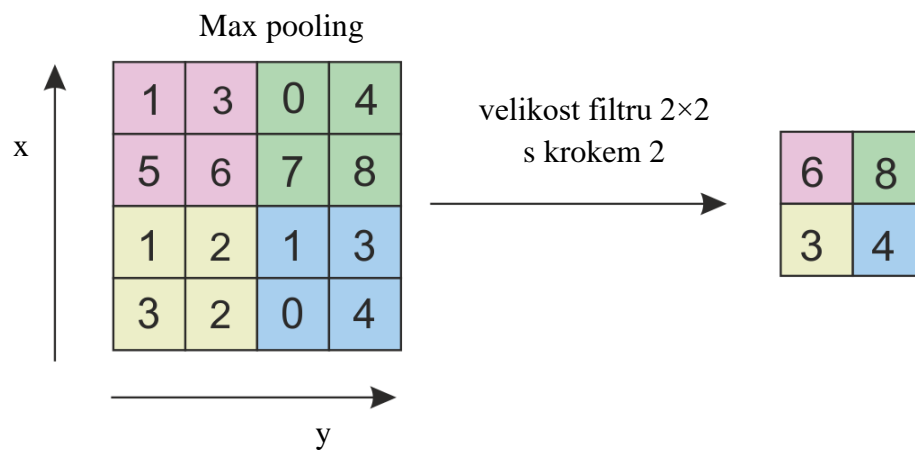 Max pooling
x
1 3 0 4
5 6 7 8
1 2 1 3
3 2 0 4
y
velikost filtru 2×2
s krokem 2
6 8
3 4